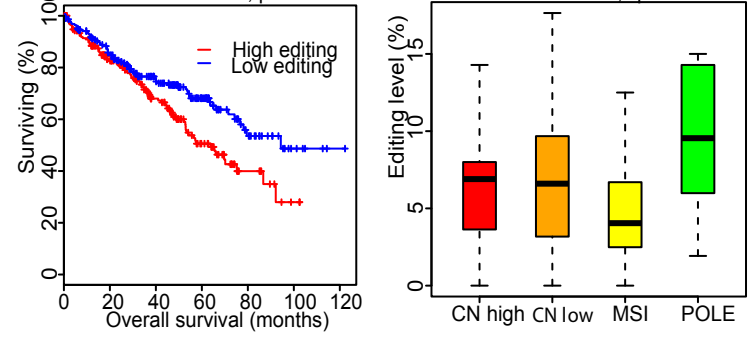 100
80
60
40
20
0
Surviving (%)
High editing
Low editing
0 20 40 60 80 100 120
Overall survival (months)
15
10
5
0
Editing level (%)
CN high CN low MSI POLE